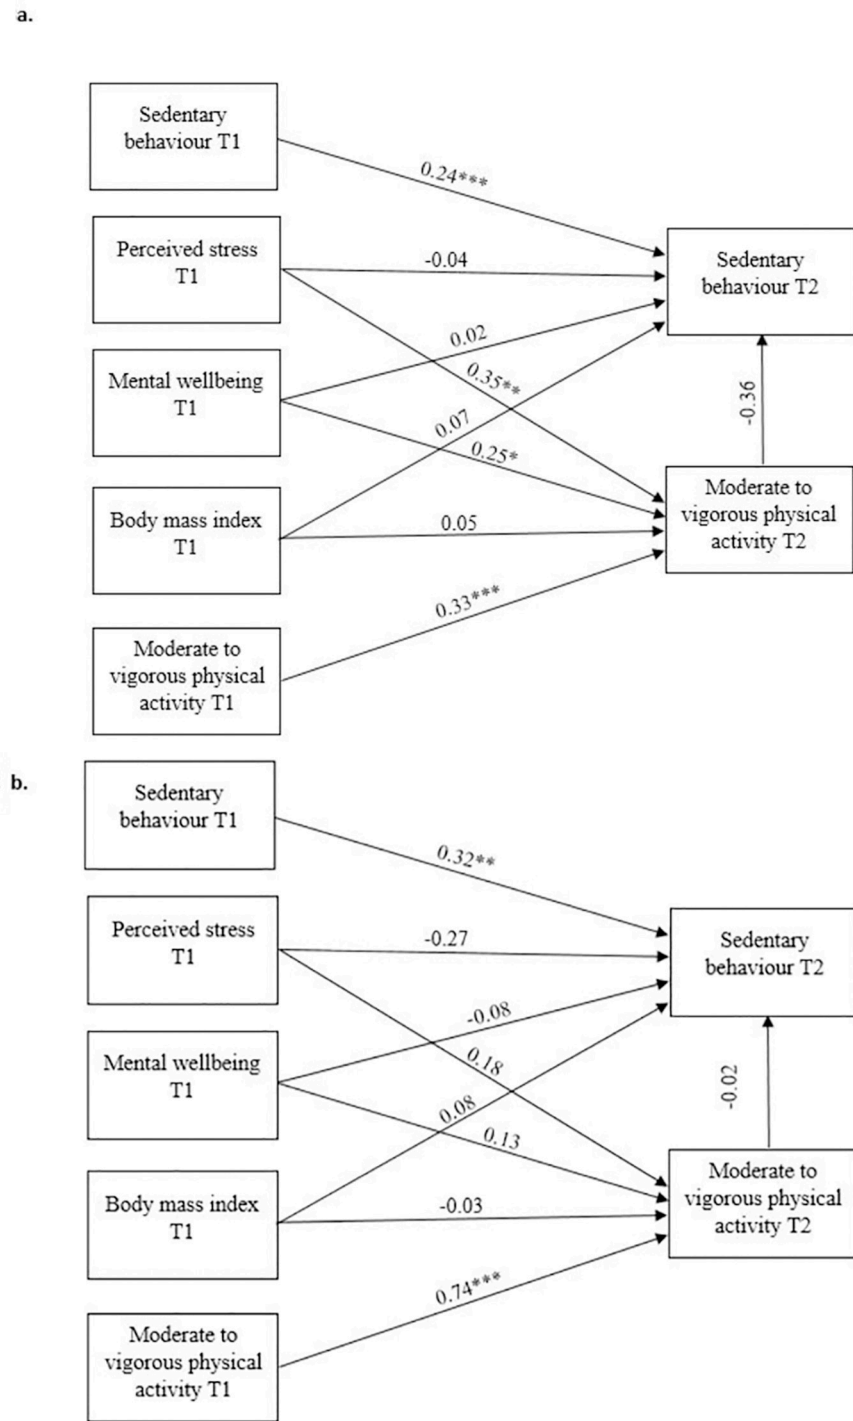 a.
Sedentary
behaviour T1
0.24***
Perceived stress
T1
-0.04
Sedentary
behaviour T2
0.02
Mental wellbeing
T1
0.35**
-0.36
0.07
0.25*
Body mass index
T1
0.05
Moderate to
vigorous physical
activity T2
0.33***
Moderate to
vigorous physical
activity T1
b.
Sedentary
behaviour T1
0.32**
Perceived stress
T1
-0.27
Sedentary
behaviour T2
-0.08
Mental wellbeing
T1
0.18
-0.02
0.08
0.13
Body mass index
T1
-0.03
Moderate to
vigorous physical
activity T2
0.74***
Moderate to
vigorous physical
activity T1